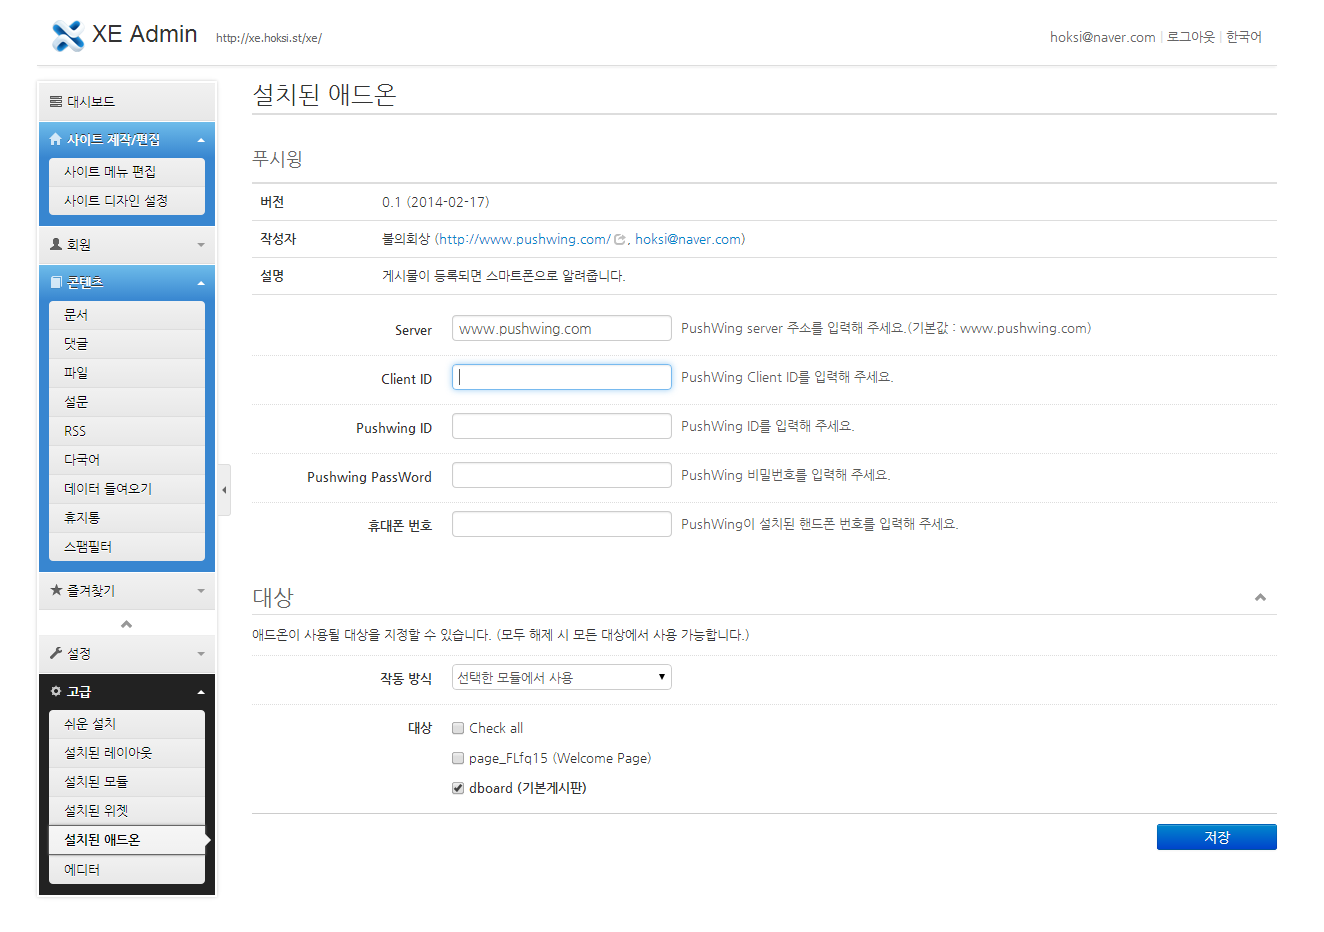 XE Admin http://xe.hoksi.st/xe/ hoksi@naver.com | 로그아웃 | 한국어
대시보드
사이트 제작/편집
사이트 메뉴 편집
사이트 디자인 설정
회원
콘텐츠
문서
댓글
파일
설문
RSS
다국어
데이터 들여오기
휴지통
스팸필터
즐겨찾기
설정
고급
쉬운 설치
설치된 레이아웃
설치된 모듈
설치된 위젯
설치된 애드온
에디터
설치된 애드온
푸시윙
버전 0.1 (2014-02-17)
작성자 불의회상 (http://www.pushwing.com/ , hoksi@naver.com)
설명 게시물이 등록되면 스마트폰으로 알려줍니다.
Server www.pushwing.com PushWing server 주소를 입력해 주세요.(기본값 : www.pushwing.com)
Client ID PushWing Client ID를 입력해 주세요.
Pushwing ID PushWing ID를 입력해 주세요.
Pushwing PassWord PushWing 비밀번호를 입력해 주세요.
휴대폰 번호 PushWing이 설치된 핸드폰 번호를 입력해 주세요.
대상
애드온이 사용될 대상을 지정할 수 있습니다. (모두 해제 시 모든 대상에서 사용 가능합니다.)
작동 방식 선택한 모듈에서 사용
대상 Check all
page_FLfq15 (Welcome Page)
dboard (기본게시판)
저장